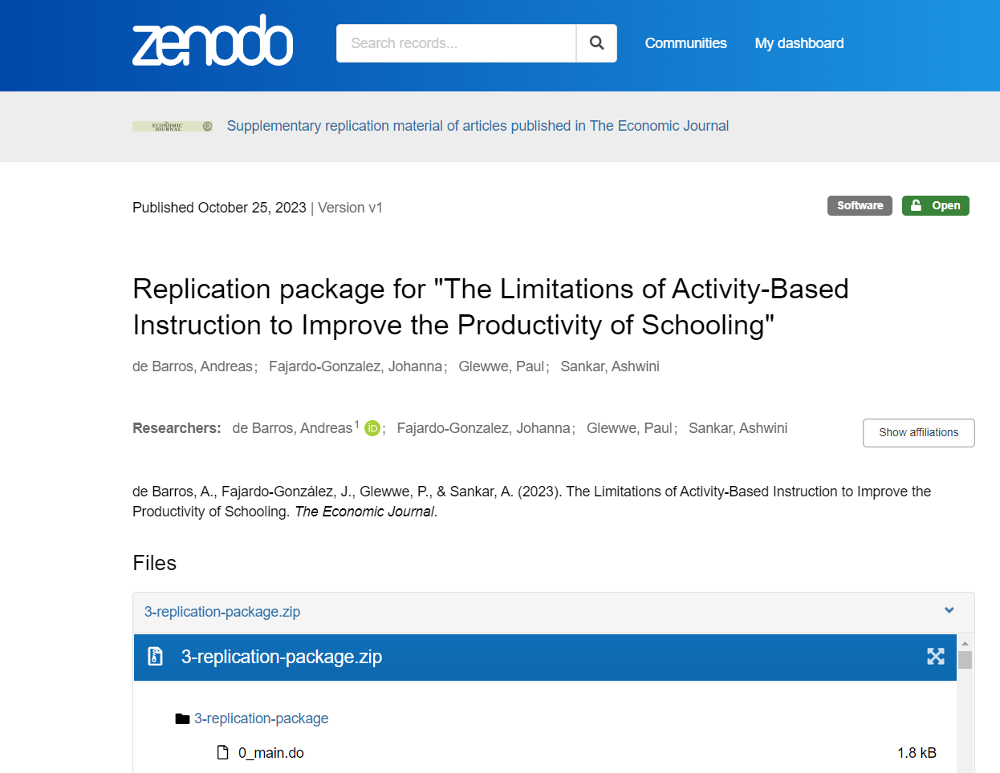 zenodo
Search records...
Communities
My dashboard
ECONOMIC
JOURNAL
Supplementary replication material of articles published in The Economic Journal
Published October 25, 2023 | Version v1
Software
Open
Replication package for "The Limitations of Activity-Based
Instruction to Improve the Productivity of Schooling"
de Barros, Andreas; Fajardo-Gonzalez, Johanna; Glewwe, Paul; Sankar, Ashwini
Researchers: de Barros, Andreas1 iD; Fajardo-Gonzalez, Johanna; Glewwe, Paul; Sankar, Ashwini
Show affiliations
de Barros, A., Fajardo-González, J., Glewwe, P., & Sankar, A. (2023). The Limitations of Activity-Based Instruction to Improve the
Productivity of Schooling. The Economic Journal.
Files
3-replication-package.zip
3-replication-package.zip
3-replication-package
0_main.do 1.8 kB